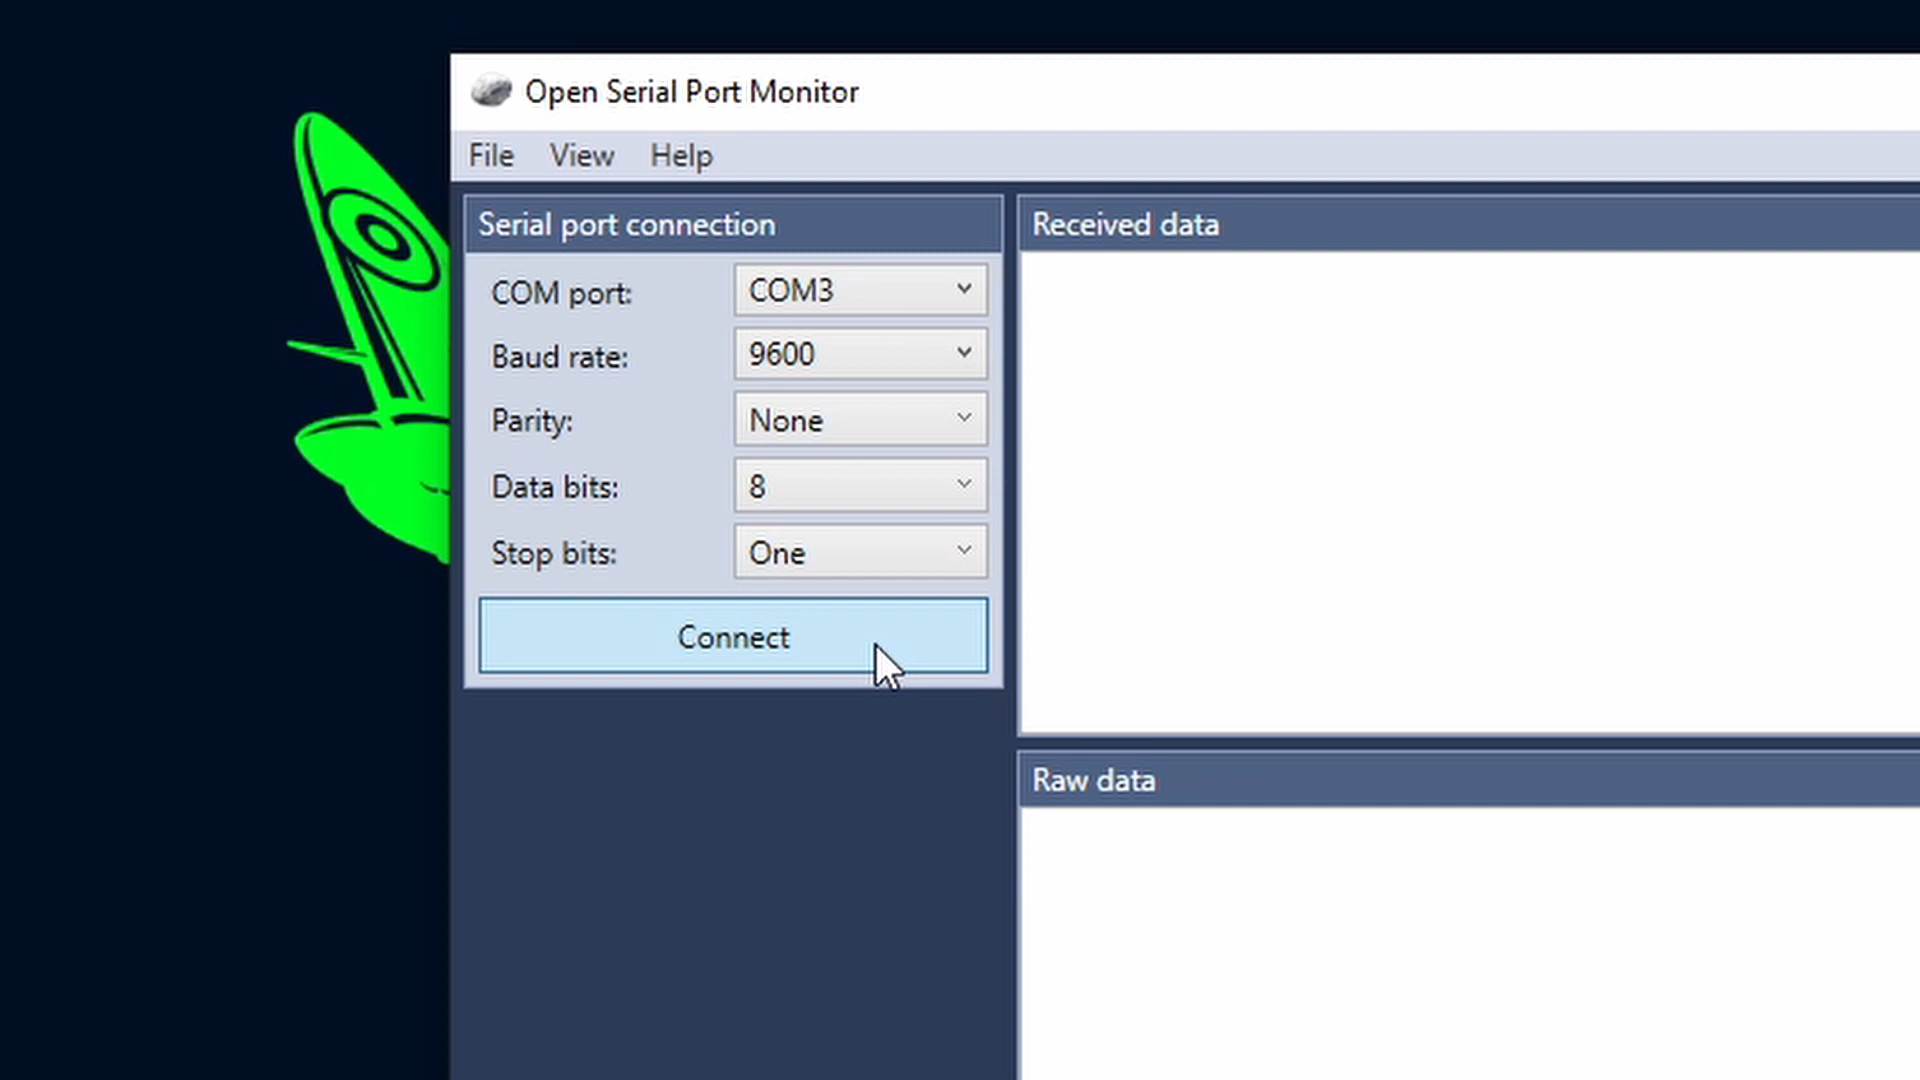 Open Serial Port Monitor
File View Help
Serial port connection
COM port: COM3
Baud rate: 9600
Parity: None
Data bits: 8
Stop bits: One
Connect
Received data
Raw data